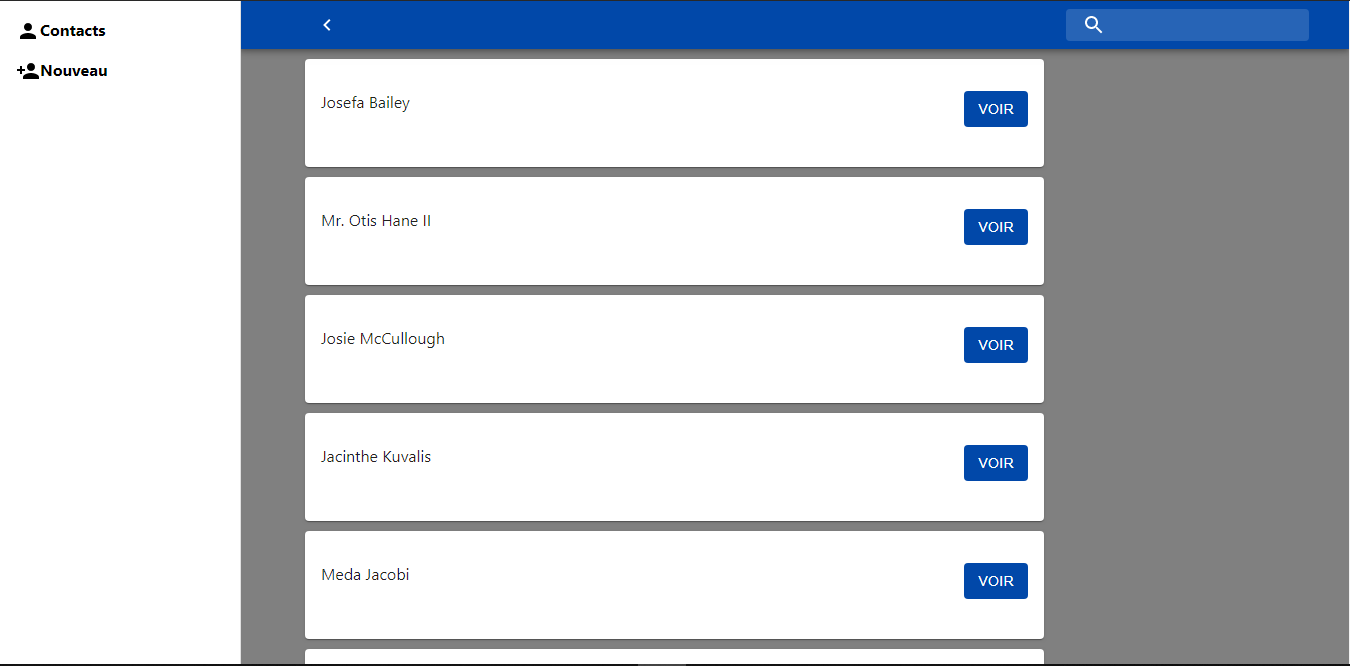 Contacts
Nouveau
Josefa Bailey
VOIR
Mr. Otis Hane II
VOIR
Josie McCullough
VOIR
Jacinthe Kuvalis
VOIR
Meda Jacobi
VOIR